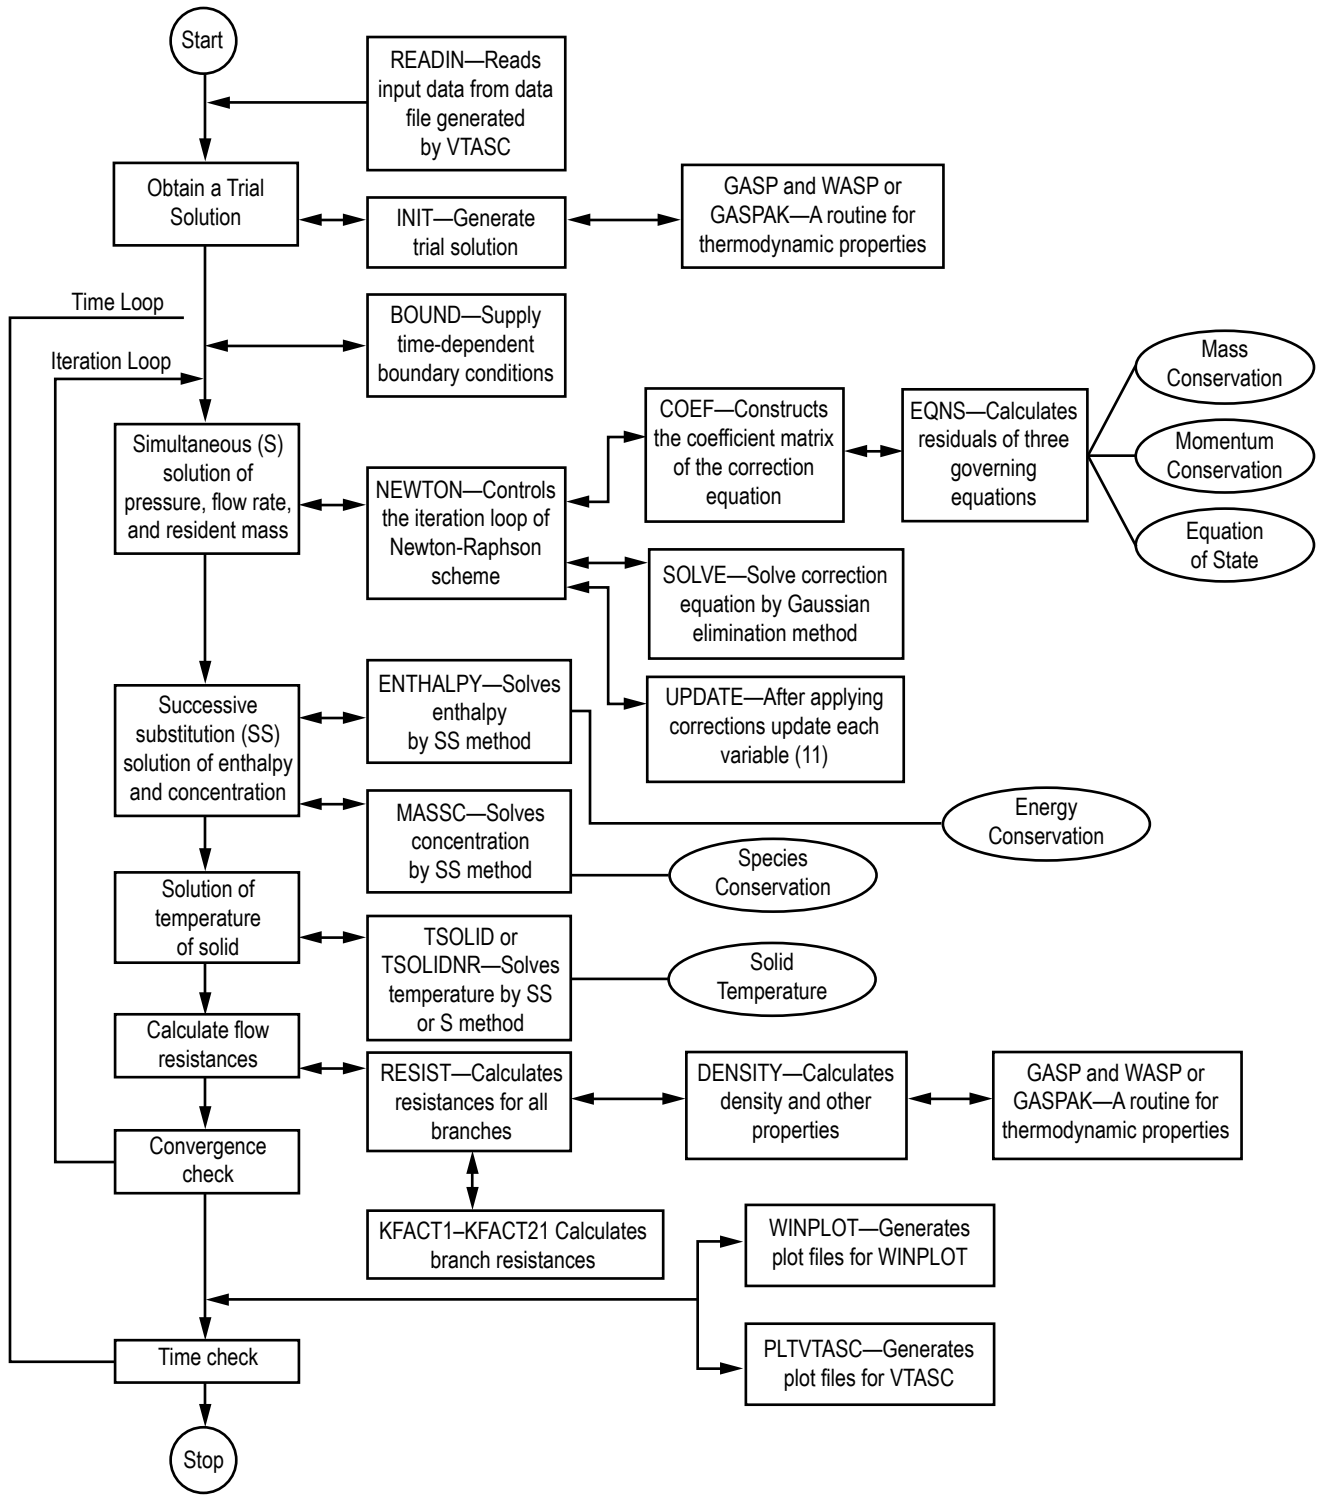 Start
READIN—Reads
input data from data
file generated
by VTASC
Obtain a Trial
Solution
INIT—Generate
trial solution
GASP and WASP or
GASPAK—A routine for
thermodynamic properties
Time Loop
BOUND—Supply
time-dependent
boundary conditions
Iteration Loop
Simultaneous (S)
solution of
pressure, flow rate,
and resident mass
NEWTON—Controls
the iteration loop of
Newton-Raphson
scheme
COEF—Constructs
the coefficient matrix
of the correction
equation
EQNS—Calculates
residuals of three
governing
equations
Mass
Conservation
Momentum
Conservation
Equation
of State
SOLVE—Solve correction
equation by Gaussian
elimination method
UPDATE—After applying
corrections update each
variable (11)
Successive
substitution (SS)
solution of enthalpy
and concentration
ENTHALPY—Solves
enthalpy
by SS method
Energy
Conservation
MASSC—Solves
concentration
by SS method
Species
Conservation
Solution of
temperature
of solid
TSOLID or
TSOLIDNR—Solves
temperature by SS
or S method
Solid
Temperature
Calculate flow
resistances
RESIST—Calculates
resistances for all
branches
DENSITY—Calculates
density and other
properties
GASP and WASP or
GASPAK—A routine for
thermodynamic properties
Convergence
check
KFACT1–KFACT21 Calculates
branch resistances
WINPLOT—Generates
plot files for WINPLOT
PLTVTASC—Generates
plot files for VTASC
Time check
Stop